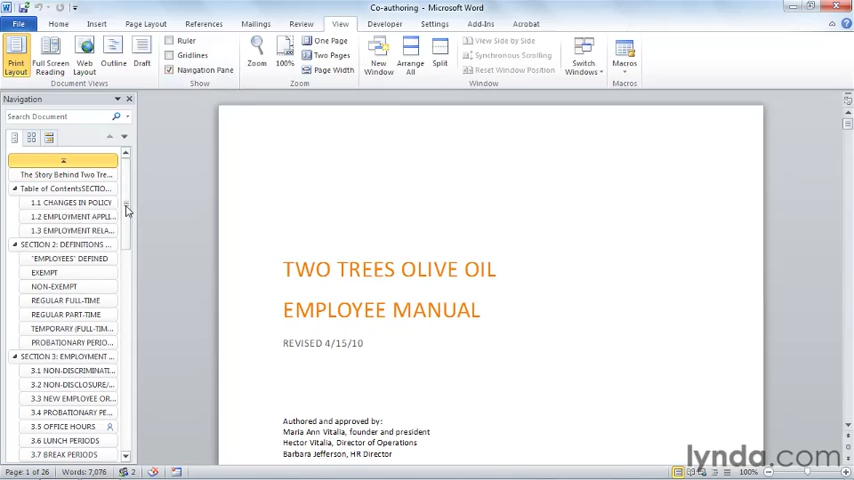 Co-authoring - Microsoft Word
File Home Insert Page Layout References Mailings Review View Developer Settings Add-Ins Acrobat
Print Layout
Full Screen Reading
Web Layout
Outline
Draft
Document Views
Ruler
Gridlines
Navigation Pane
Show
Zoom
100%
One Page
Two Pages
Page Width
Zoom
New Window
Arrange All
Split
View Side by Side
Synchronous Scrolling
Reset Window Position
Window
Switch Windows
Macros
Macros
Navigation
Search Document
The Story Behind Two Tre...
Table of ContentsSECTIO...
1.1 CHANGES IN POLICY
1.2 EMPLOYMENT APPLI...
1.3 EMPLOYMENT RELA...
SECTION 2: DEFINITIONS ...
"EMPLOYEES" DEFINED
EXEMPT
NON-EXEMPT
REGULAR FULL-TIME
REGULAR PART-TIME
TEMPORARY (FULL-TIM...
PROBATIONARY PERIO...
SECTION 3: EMPLOYMENT ...
3.1 NON-DISCRIMINATI...
3.2 NON-DISCLOSURE/...
3.3 NEW EMPLOYEE OR...
3.4 PROBATIONARY PE...
3.5 OFFICE HOURS
3.6 LUNCH PERIODS
3.7 BREAK PERIODS
TWO TREES OLIVE OIL
EMPLOYEE MANUAL
REVISED 4/15/10
Authored and approved by:
Maria Ann Vitalia, founder and president
Hector Vitalia, Director of Operations
Barbara Jefferson, HR Director
lynda.com
Page: 1 of 26 Words: 7,076 2 100%